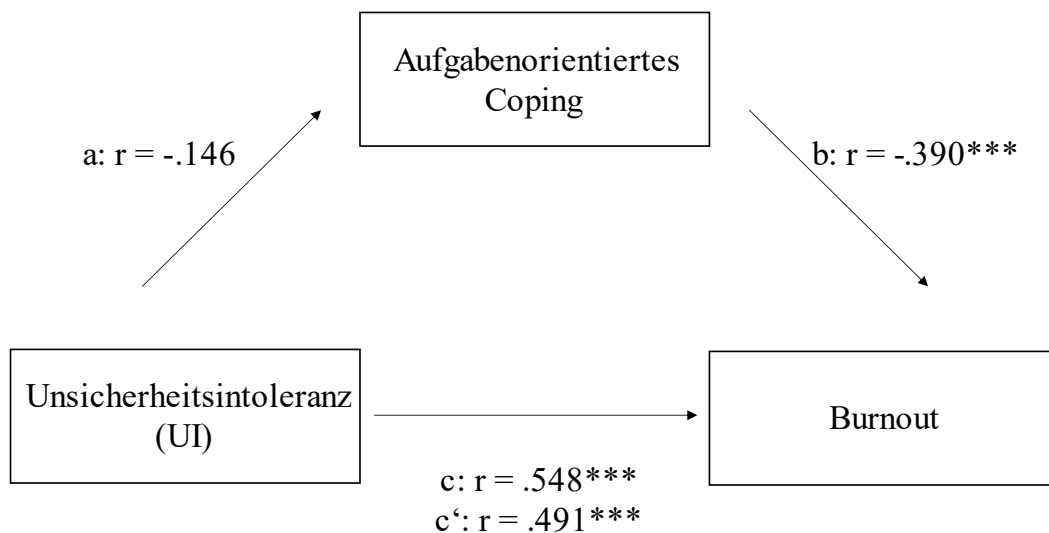 Aufgabenorientiertes
Coping
a: r = -.146
b: r = -.390***
Unsicherheitsintoleranz
(UI)
Burnout
c: r = .548***
c‘: r = .491***